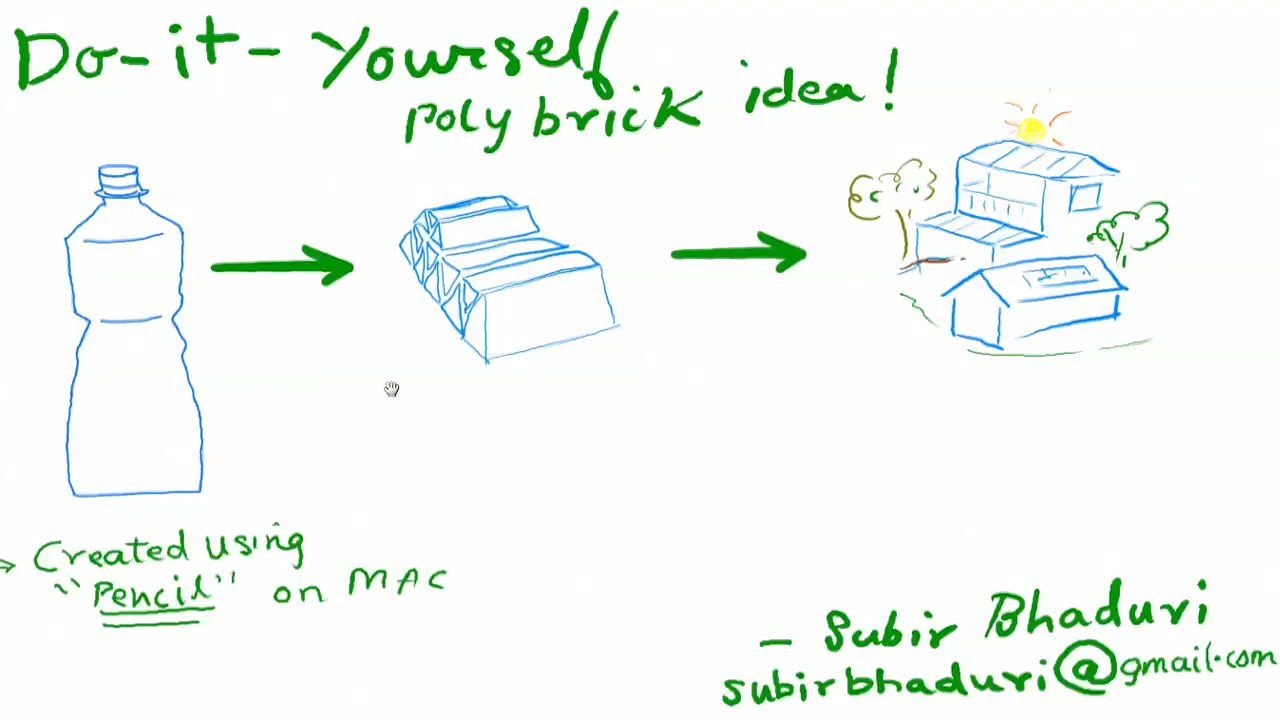 Do-it-Yourself
poly brick idea!
Created using
"Pencil" on MAC
- Subir Bhaduri
subirbhaduri@gmail.com